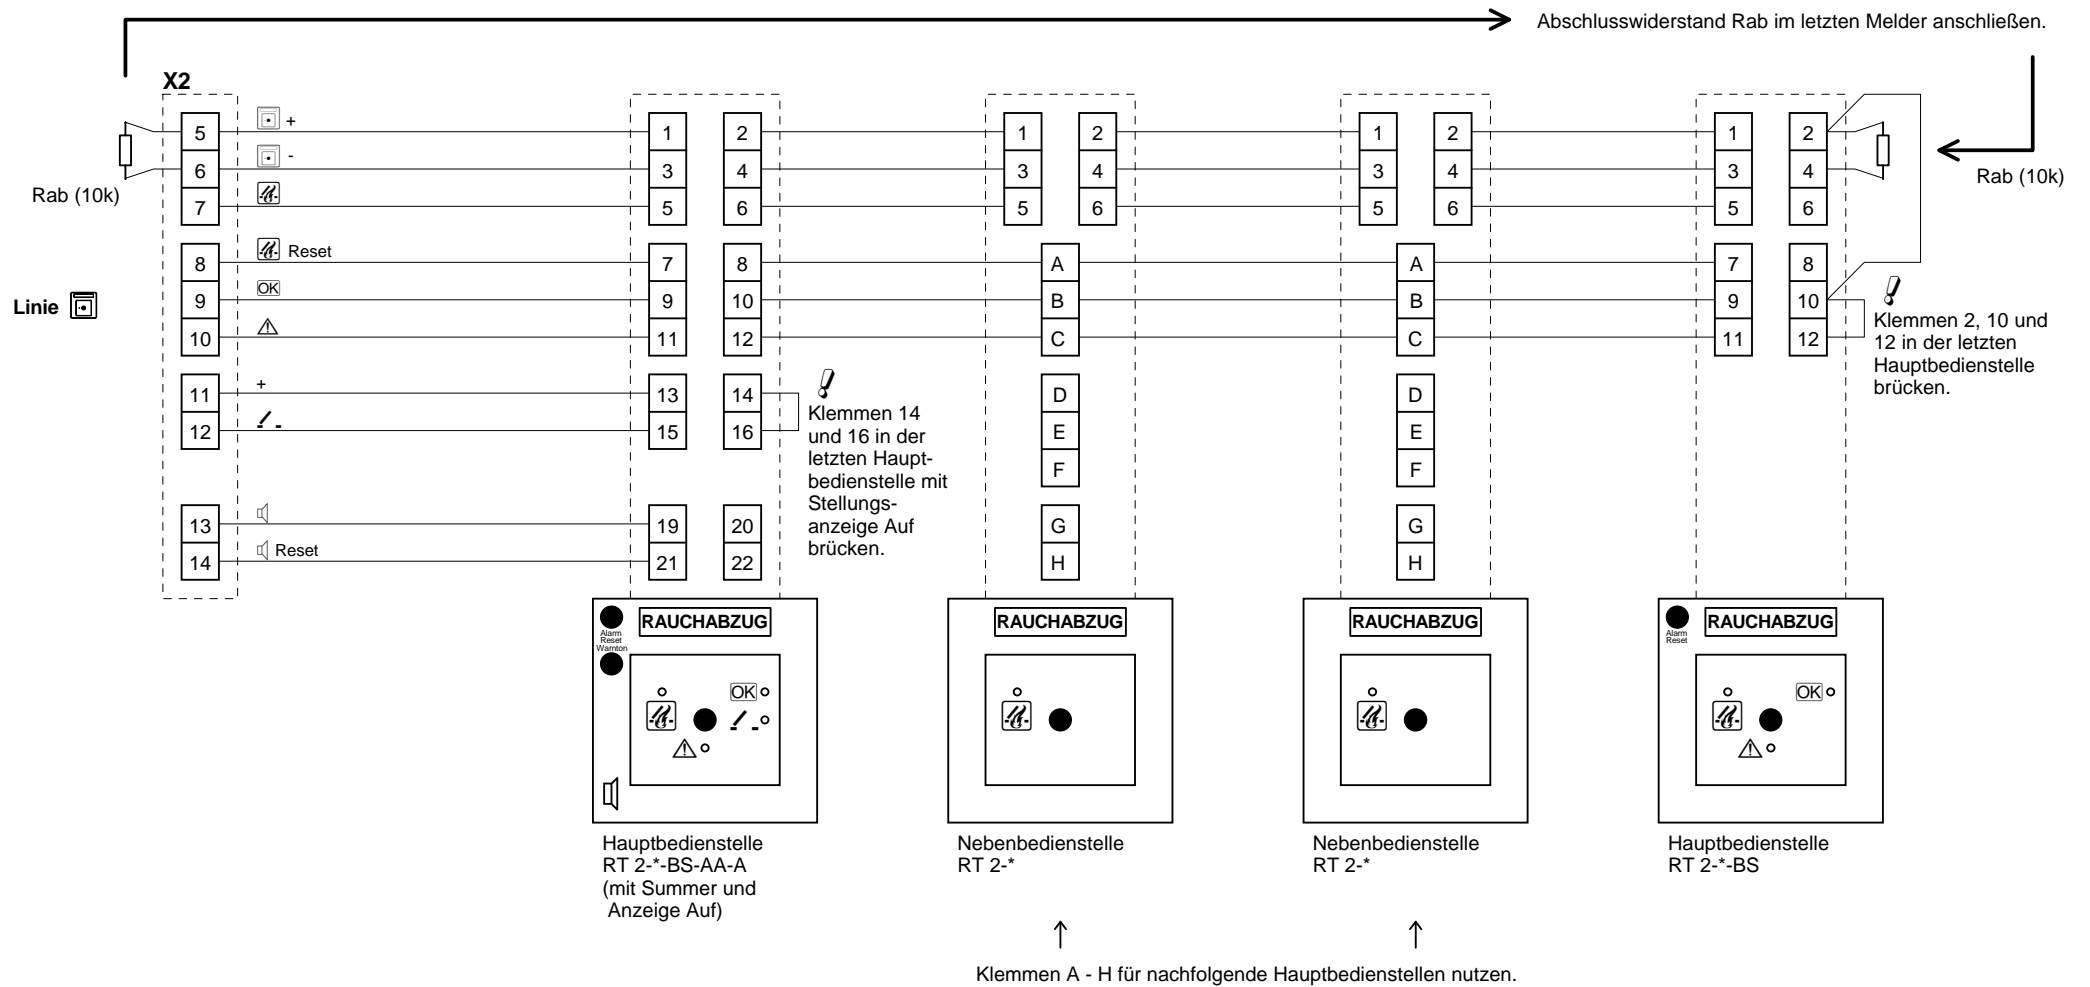 Abschlusswiderstand Rab im letzten Melder anschließen.
X2
5 + 1 2 1 2 1 2 1 2
6 - 3 4 3 4 3 4 3 4
Rab (10k)
Rab (10k)
7 5 6 5 6 5 6 5 6
8 Reset 7 8 A A 7 8
Linie
9 OK 9 10 B B 9 10
10 11 12 C C 11 12
Klemmen 2, 10 und
12 in der letzten
Hauptbedienstelle
brücken.
11 + 13 14 D D
12 15 16 E E
F F
Klemmen 14
und 16 in der
letzten Haupt-
bedienstelle mit
Stellungs-
anzeige Auf
brücken.
13 19 20 G G
14 Reset 21 22 H H
Alarm
Reset
Warnton
RAUCHABZUG
OK
RAUCHABZUG
RAUCHABZUG
Alarm
Reset
RAUCHABZUG
OK
Hauptbedienstelle
RT 2-*-BS-AA-A
(mit Summer und
Anzeige Auf)
Nebenbedienstelle
RT 2-*
Nebenbedienstelle
RT 2-*
Hauptbedienstelle
RT 2-*-BS
Klemmen A - H für nachfolgende Hauptbedienstellen nutzen.